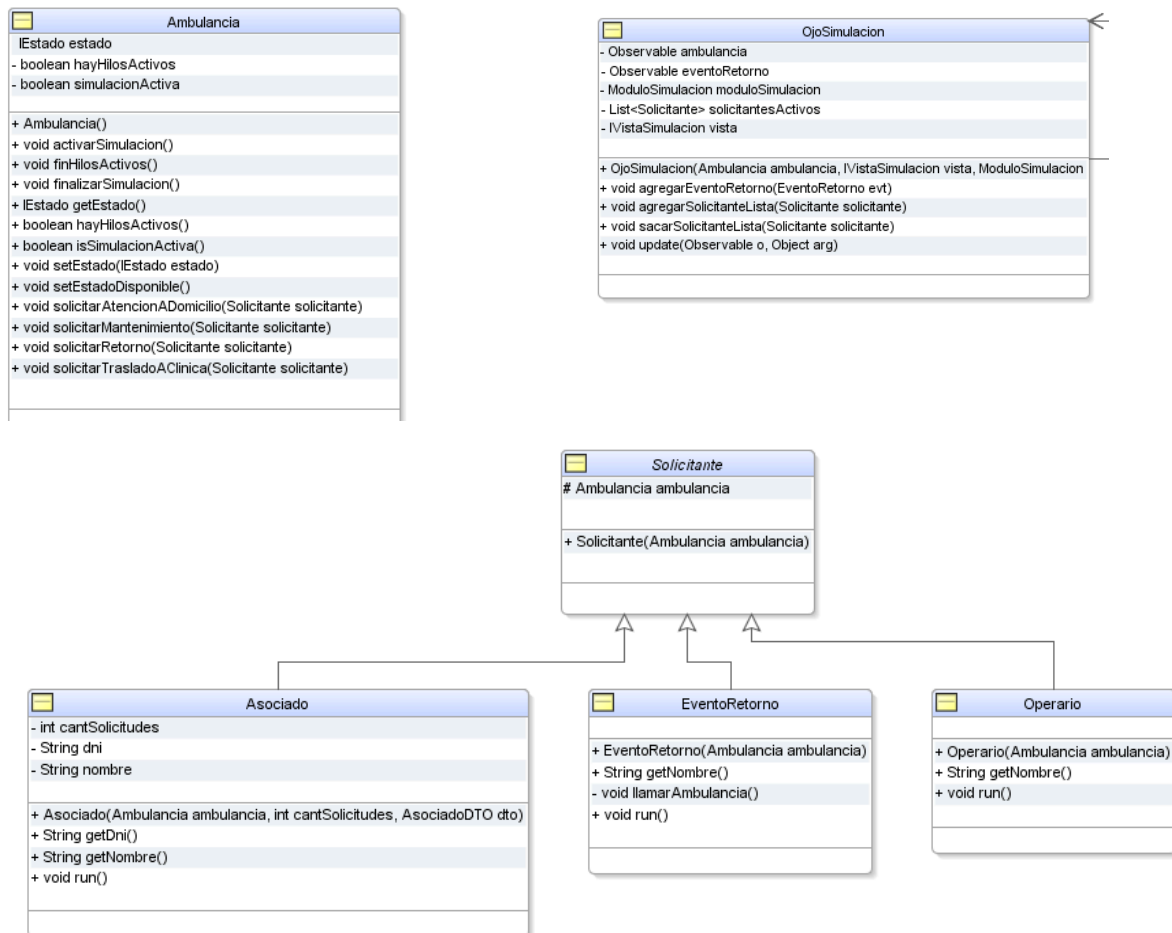 Ambulancia
IEstado estado
- boolean hayHilosActivos
- boolean simulacionActiva
+ Ambulancia()
+ void activarSimulacion()
+ void finHilosActivos()
+ void finalizarSimulacion()
+ IEstado getEstado()
+ boolean hayHilosActivos()
+ boolean isSimulacionActiva()
+ void setEstado(IEstado estado)
+ void setEstadoDisponible()
+ void solicitarAtencionADomicilio(Solicitante solicitante)
+ void solicitarMantenimiento(Solicitante solicitante)
+ void solicitarRetorno(Solicitante solicitante)
+ void solicitarTrasladoAClinica(Solicitante solicitante)
OjoSimulacion
- Observable ambulancia
- Observable eventoRetorno
- ModuloSimulacion moduloSimulacion
- List<Solicitante> solicitantesActivos
- IVistaSimulacion vista
+ OjoSimulacion(Ambulancia ambulancia, IVistaSimulacion vista, ModuloSimulacion
+ void agregarEventoRetorno(EventoRetorno evt)
+ void agregarSolicitanteLista(Solicitante solicitante)
+ void sacarSolicitanteLista(Solicitante solicitante)
+ void update(Observable o, Object arg)
Solicitante
# Ambulancia ambulancia
+ Solicitante(Ambulancia ambulancia)
Asociado
- int cantSolicitudes
- String dni
- String nombre
+ Asociado(Ambulancia ambulancia, int cantSolicitudes, AsociadoDTO dto)
+ String getDni()
+ String getNombre()
+ void run()
EventoRetorno
+ EventoRetorno(Ambulancia ambulancia)
+ String getNombre()
- void llamarAmbulancia()
+ void run()
Operario
+ Operario(Ambulancia ambulancia)
+ String getNombre()
+ void run()